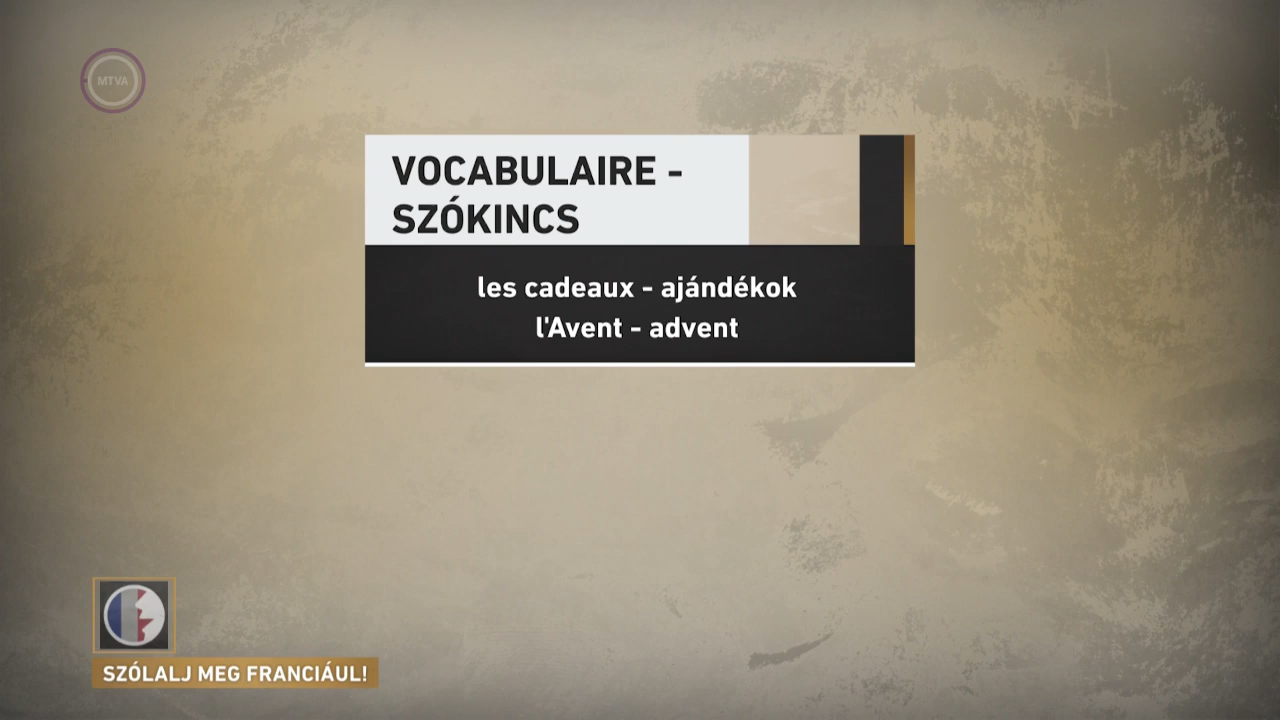 MTVA
VOCABULAIRE -
SZÓKINCS
les cadeaux - ajándékok
l'Avent - advent
SZÓLALJ MEG FRANCIÁUL!